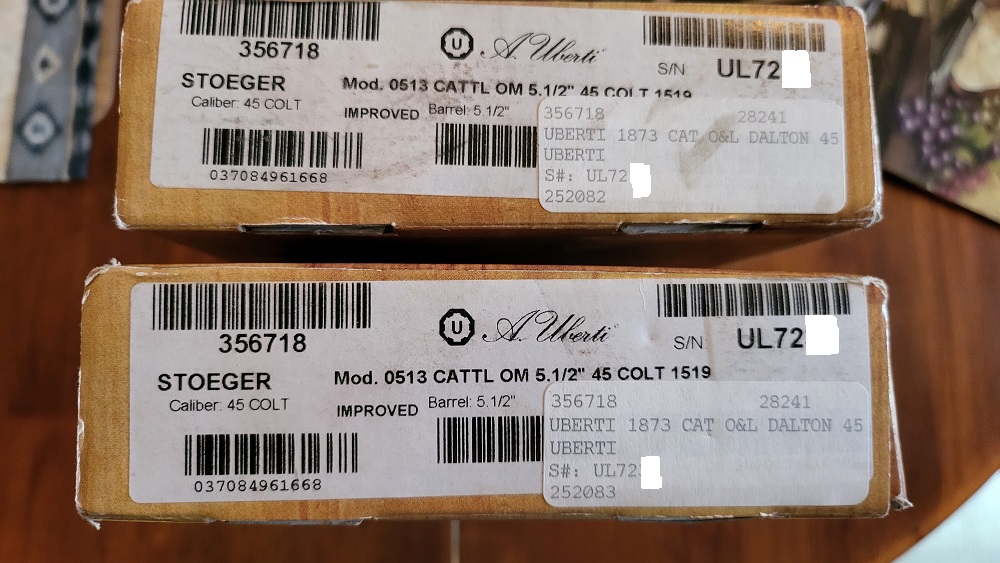 356718
U
A. Uberti
S/N UL72
STOEGER
Mod. 0513 CATTL OM 5.1/2" 45 COLT 1519
Caliber: 45 COLT
IMPROVED Barrel: 5.1/2"
037084961668
356718 28241
UBERTI 1873 CAT O&L DALTON 45
UBERTI
S#: UL72
252082
356718
U
A. Uberti
S/N UL72
STOEGER
Mod. 0513 CATTL OM 5.1/2" 45 COLT 1519
Caliber: 45 COLT
IMPROVED Barrel: 5.1/2"
037084961668
356718 28241
UBERTI 1873 CAT O&L DALTON 45
UBERTI
S#: UL72
252083